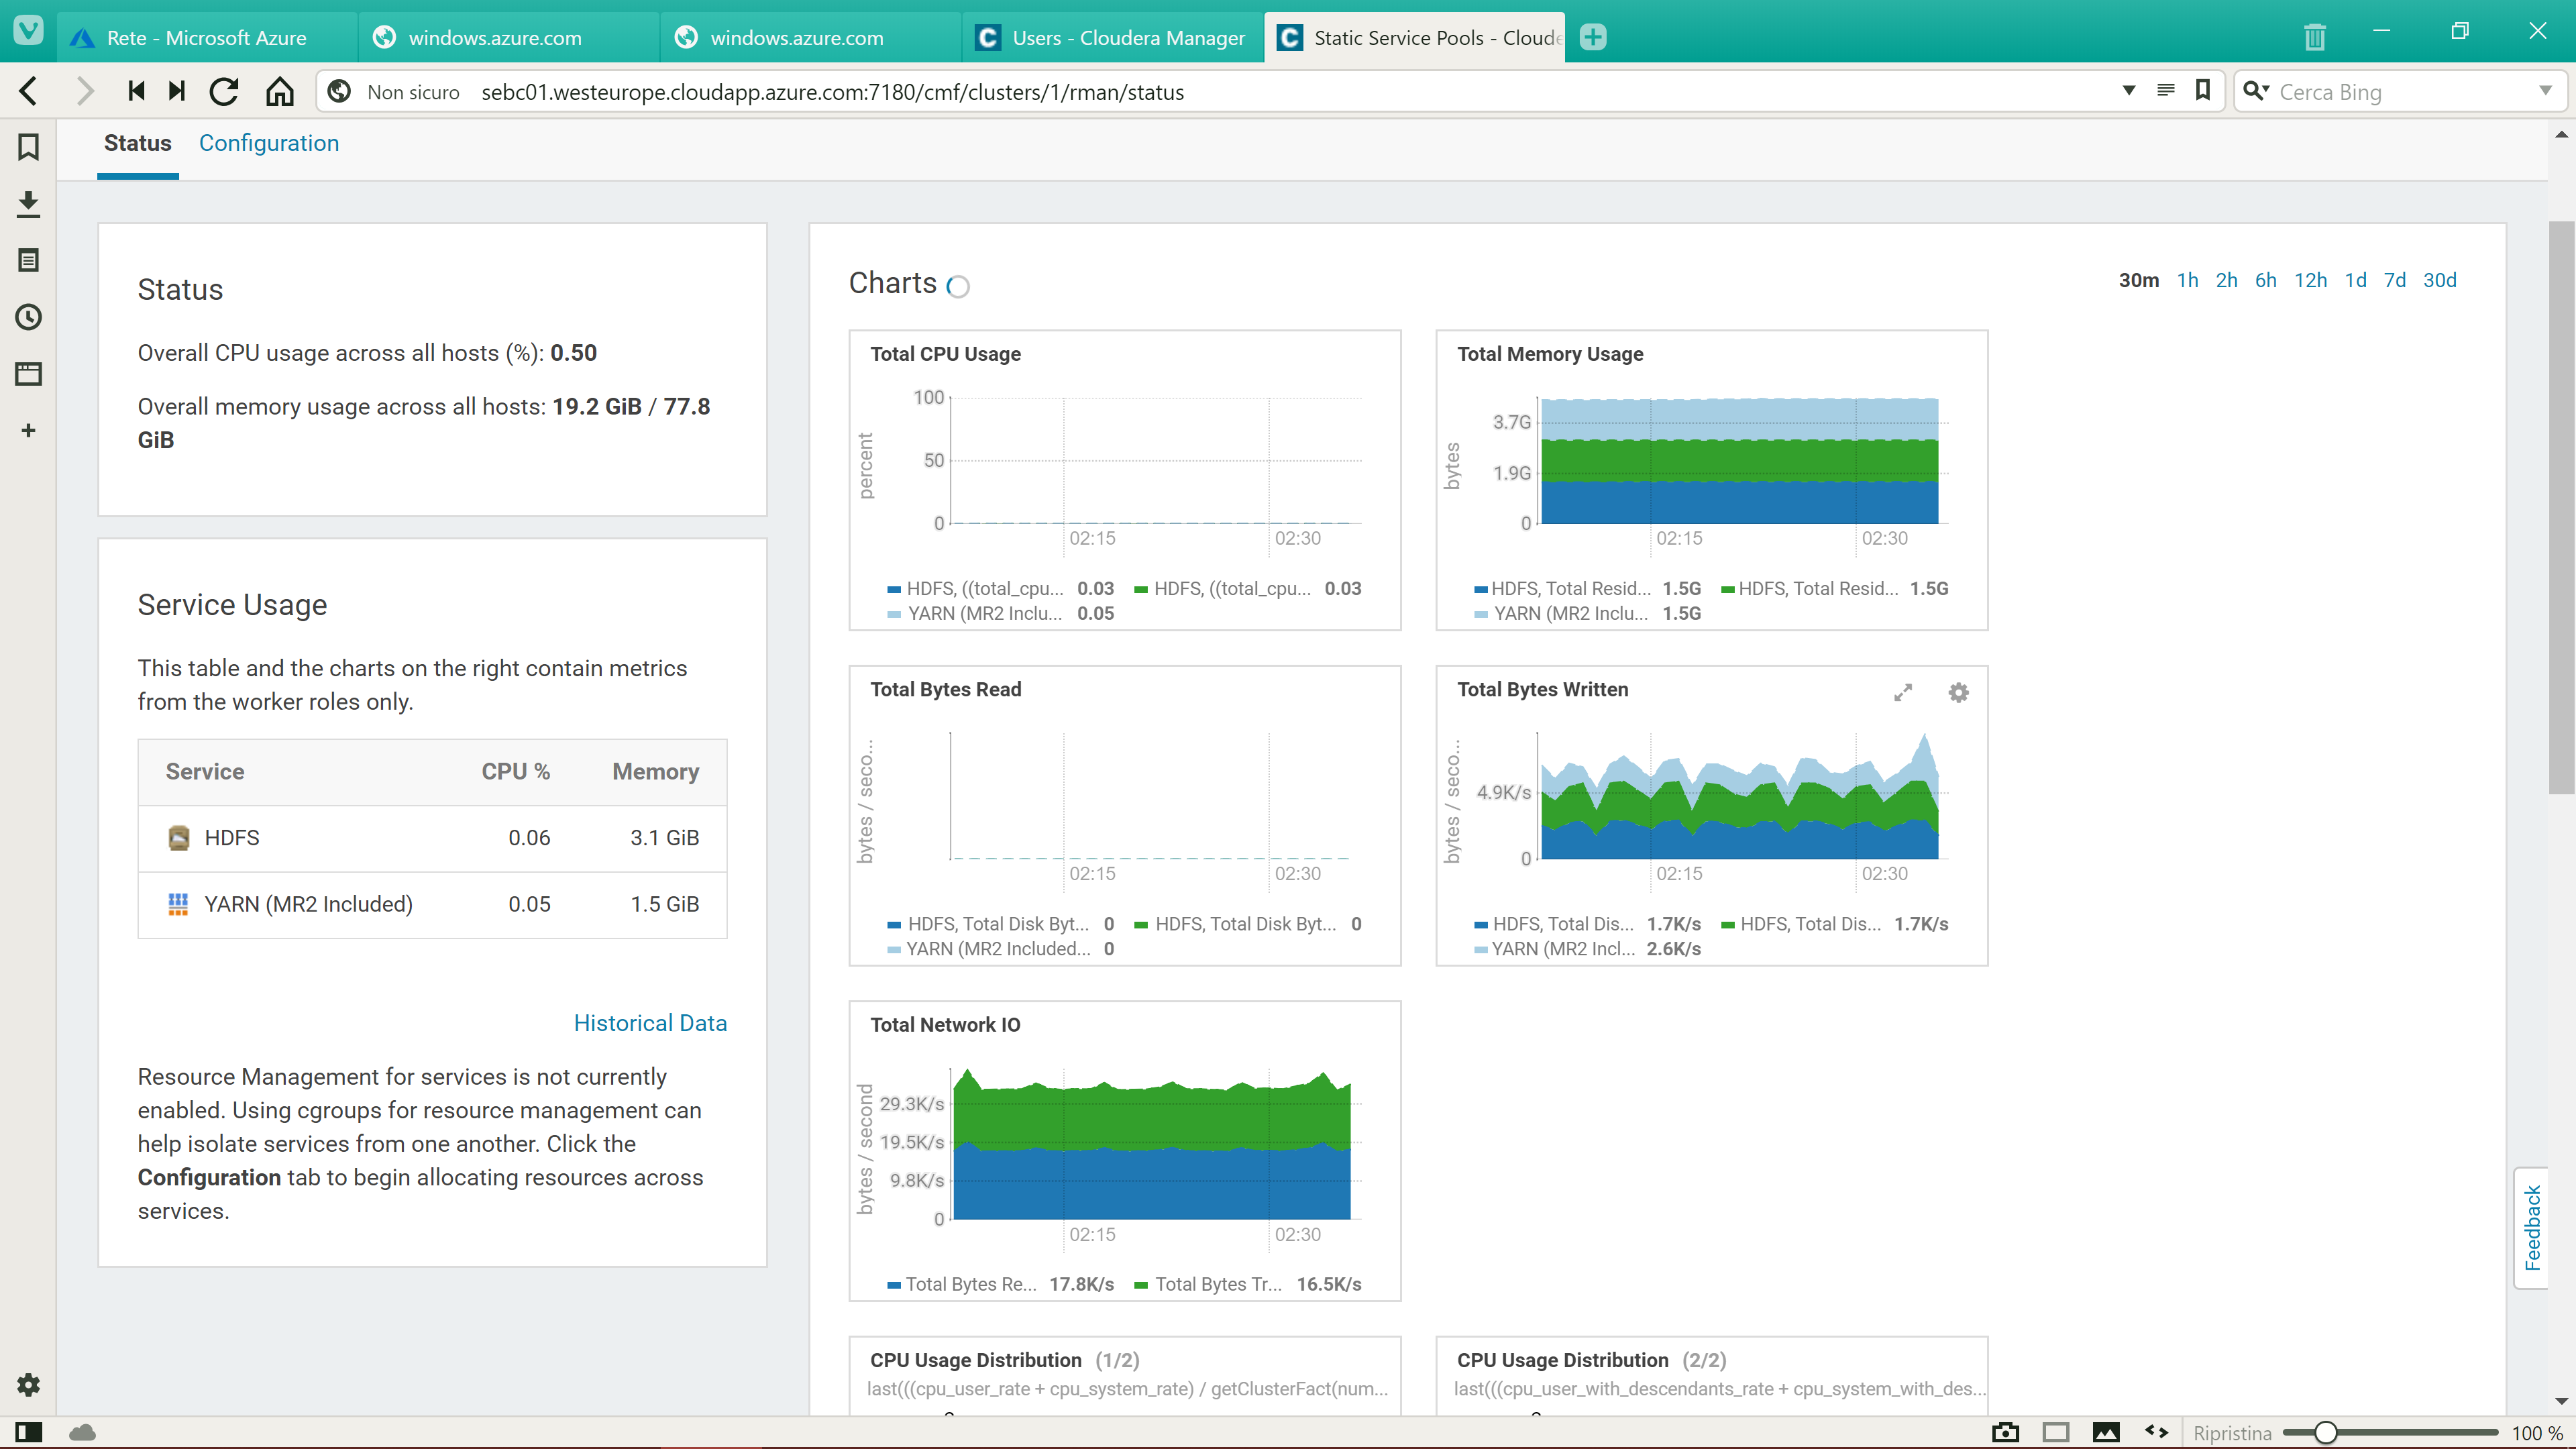 Rete - Microsoft Azure
windows.azure.com
windows.azure.com
Users - Cloudera Manager
Static Service Pools - Cloude
Non sicuro
sebc01.westeurope.cloudapp.azure.com:7180/cmf/clusters/1/rman/status
Cerca Bing
Status
Configuration
Status
Overall CPU usage across all hosts (%): 0.50
Overall memory usage across all hosts: 19.2 GiB / 77.8
GiB
Service Usage
This table and the charts on the right contain metrics
from the worker roles only.
Service CPU % Memory
HDFS 0.06 3.1 GiB
YARN (MR2 Included) 0.05 1.5 GiB
Historical Data
Resource Management for services is not currently
enabled. Using cgroups for resource management can
help isolate services from one another. Click the
Configuration tab to begin allocating resources across
services.
Charts
30m 1h 2h 6h 12h 1d 7d 30d
Total CPU Usage
percent
100
50
0
02:15 02:30
HDFS, ((total_cpu... 0.03 HDFS, ((total_cpu... 0.03
YARN (MR2 Inclu... 0.05
Total Memory Usage
bytes
3.7G
1.9G
0
02:15 02:30
HDFS, Total Resid... 1.5G HDFS, Total Resid... 1.5G
YARN (MR2 Inclu... 1.5G
Total Bytes Read
bytes / seco...
02:15 02:30
HDFS, Total Disk Byt... 0 HDFS, Total Disk Byt... 0
YARN (MR2 Included... 0
Total Bytes Written
bytes / seco...
4.9K/s
0
02:15 02:30
HDFS, Total Dis... 1.7K/s HDFS, Total Dis... 1.7K/s
YARN (MR2 Incl... 2.6K/s
Total Network IO
bytes / second
29.3K/s
19.5K/s
9.8K/s
0
02:15 02:30
Total Bytes Re... 17.8K/s Total Bytes Tr... 16.5K/s
CPU Usage Distribution (1/2)
last(((cpu_user_rate + cpu_system_rate) / getClusterFact(num...
CPU Usage Distribution (2/2)
last(((cpu_user_with_descendants_rate + cpu_system_with_des...
Feedback
Ripristina
100 %